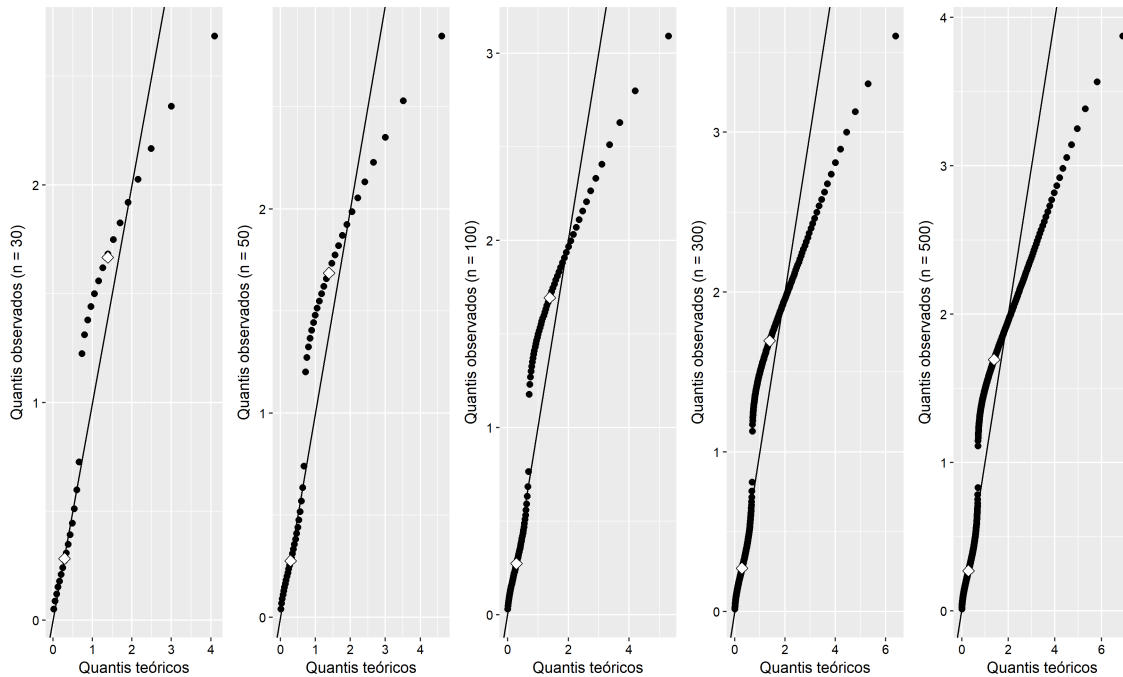 Quantis observados (n = 30)
0
1
2
0 1 2 3 4
Quantis teóricos
Quantis observados (n = 50)
0
1
2
0 1 2 3 4
Quantis teóricos
Quantis observados (n = 100)
0
1
2
3
0 2 4
Quantis teóricos
Quantis observados (n = 300)
0
1
2
3
0 2 4 6
Quantis teóricos
Quantis observados (n = 500)
0
1
2
3
4
0 2 4 6
Quantis teóricos